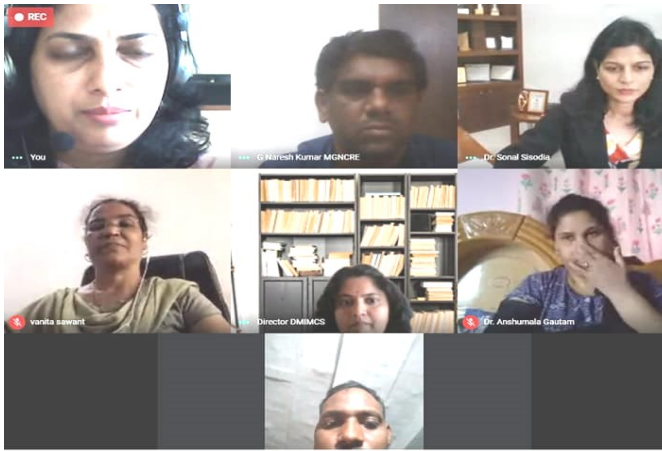 REC
You
G Naresh Kumar MGNCRE
Dr. Sonal Sisodia
vanita sawant
Director DMIMCS
Dr. Anshumala Gautam